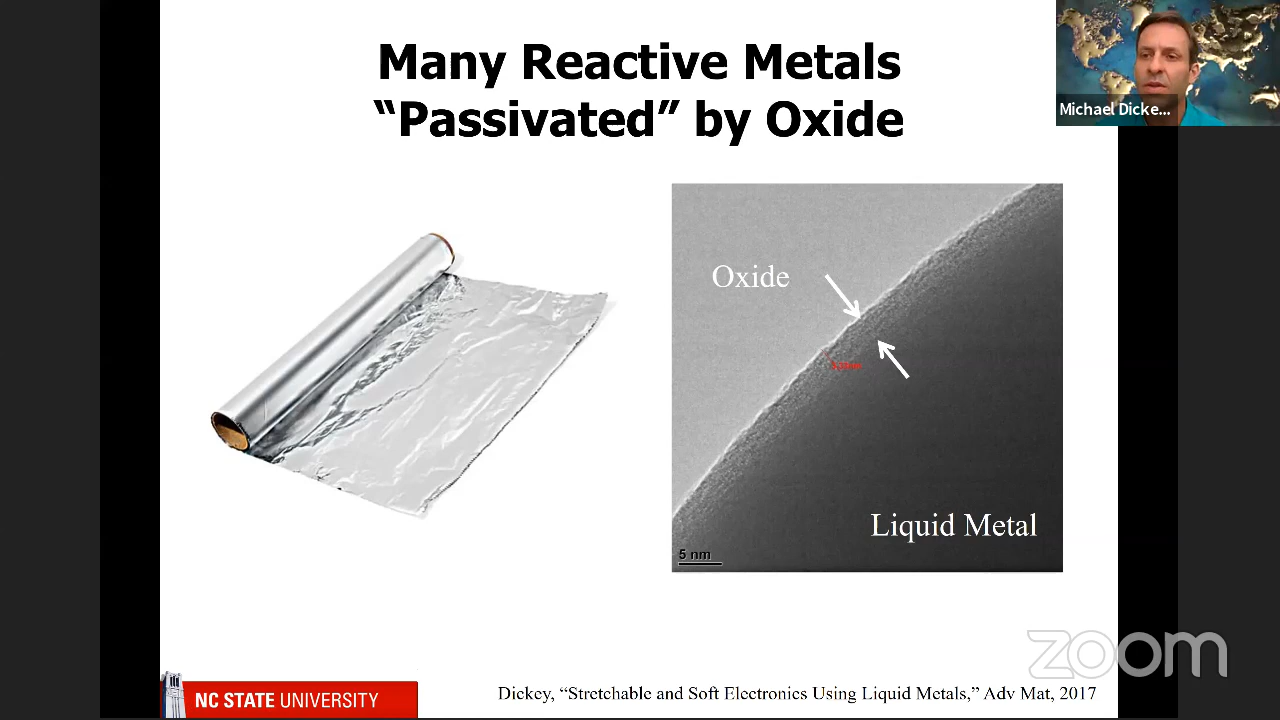 Many Reactive Metals
“Passivated” by Oxide
Michael Dicke...
Oxide
Liquid Metal
5 nm
zoom
NC STATE UNIVERSITY
Dickey, “Stretchable and Soft Electronics Using Liquid Metals,” Adv Mat, 2017